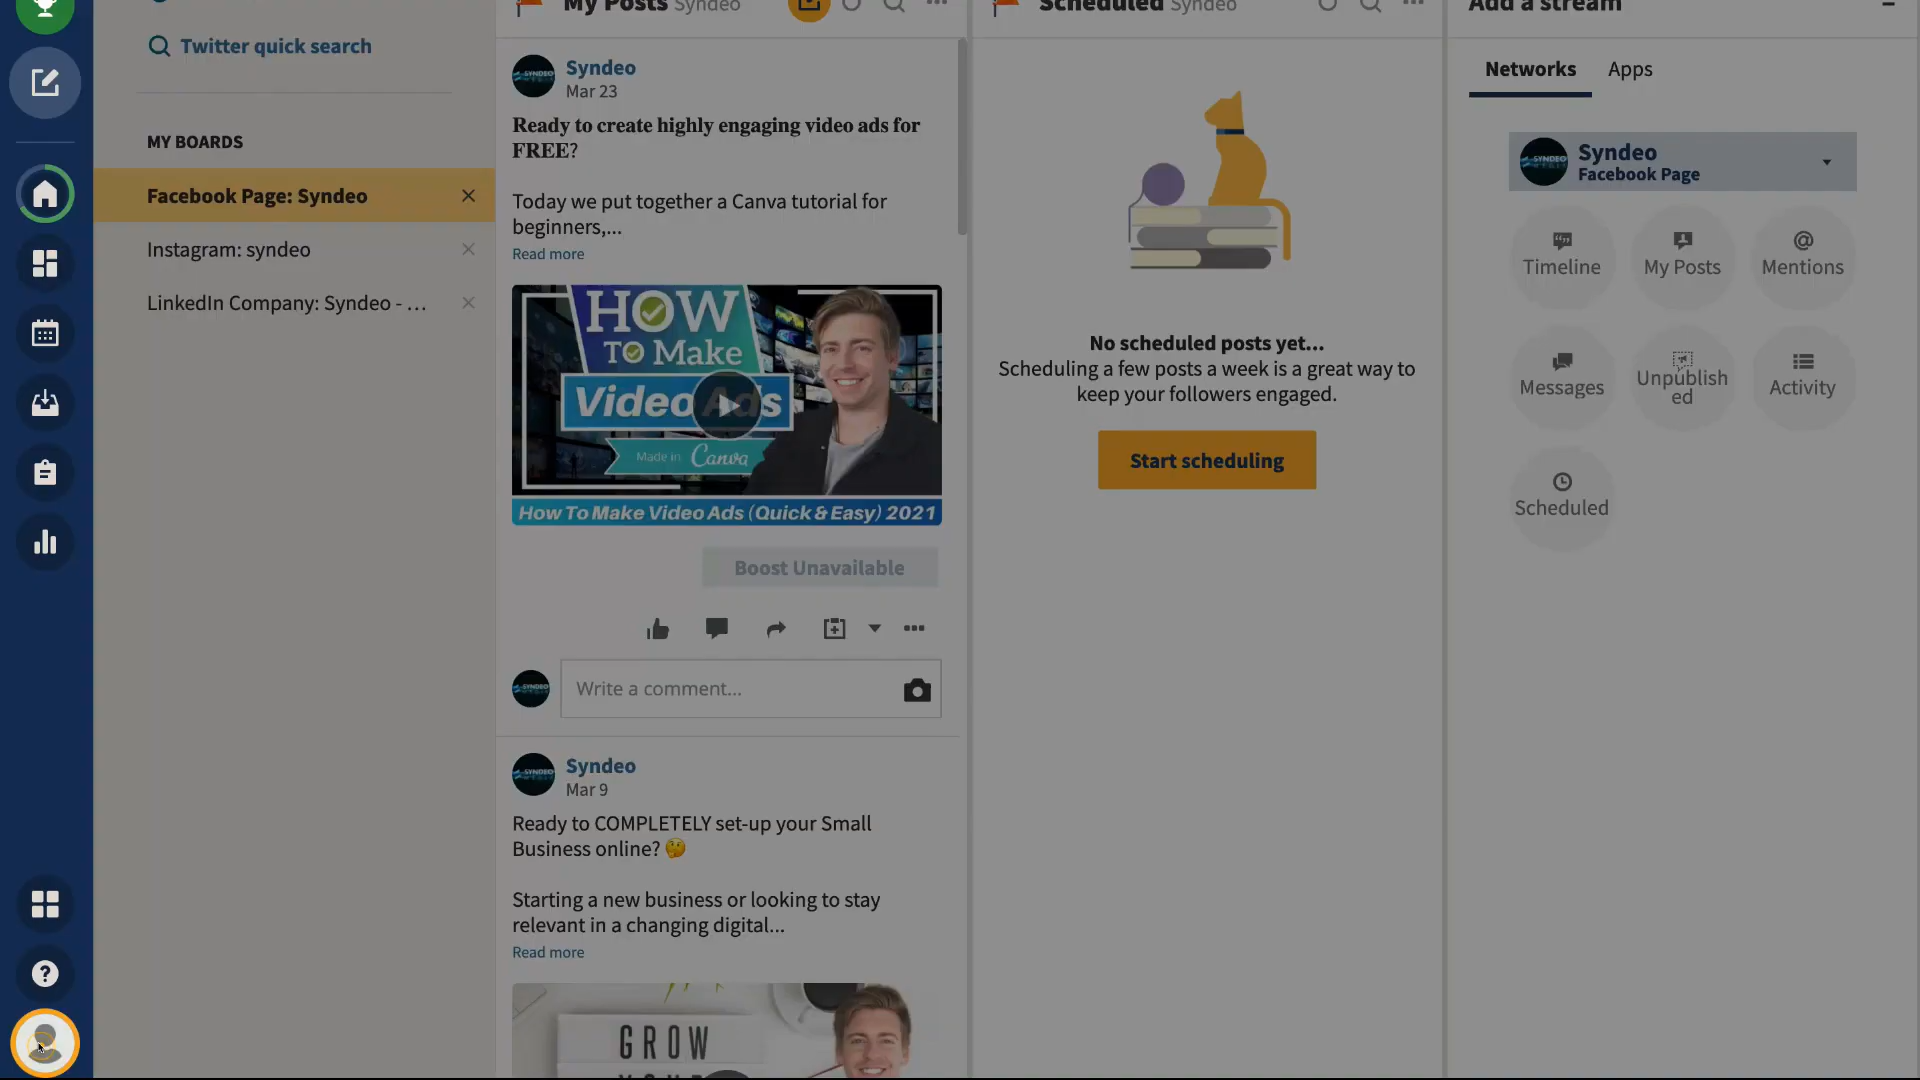 My Posts Syndeo
Scheduled Syndeo
Add a stream
Twitter quick search
MY BOARDS
Facebook Page: Syndeo
Instagram: syndeo
LinkedIn Company: Syndeo - ...
Syndeo
Mar 23
Ready to create highly engaging video ads for
FREE?
Today we put together a Canva tutorial for
beginners,...
Read more
HOW
TO Make
Video Ads
Made in Canva
How To Make Video Ads (Quick & Easy) 2021
Boost Unavailable
Write a comment...
Syndeo
Mar 9
Ready to COMPLETELY set-up your Small
Business online? 🤔
Starting a new business or looking to stay
relevant in a changing digital...
Read more
GROW
No scheduled posts yet...
Scheduling a few posts a week is a great way to
keep your followers engaged.
Start scheduling
Networks Apps
SYNDEO
Syndeo
Facebook Page
Timeline
My Posts
Mentions
Messages
Unpublish
ed
Activity
Scheduled